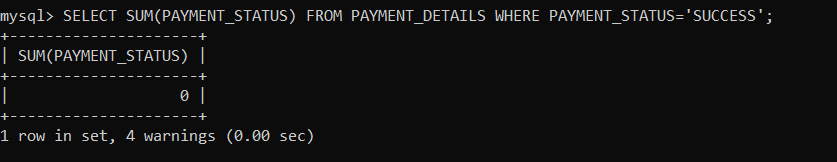 mysql> SELECT SUM(PAYMENT_STATUS) FROM PAYMENT_DETAILS WHERE PAYMENT_STATUS='SUCCESS';
+---------------------+
| SUM(PAYMENT_STATUS) |
+---------------------+
|                   0 |
+---------------------+
1 row in set, 4 warnings (0.00 sec)